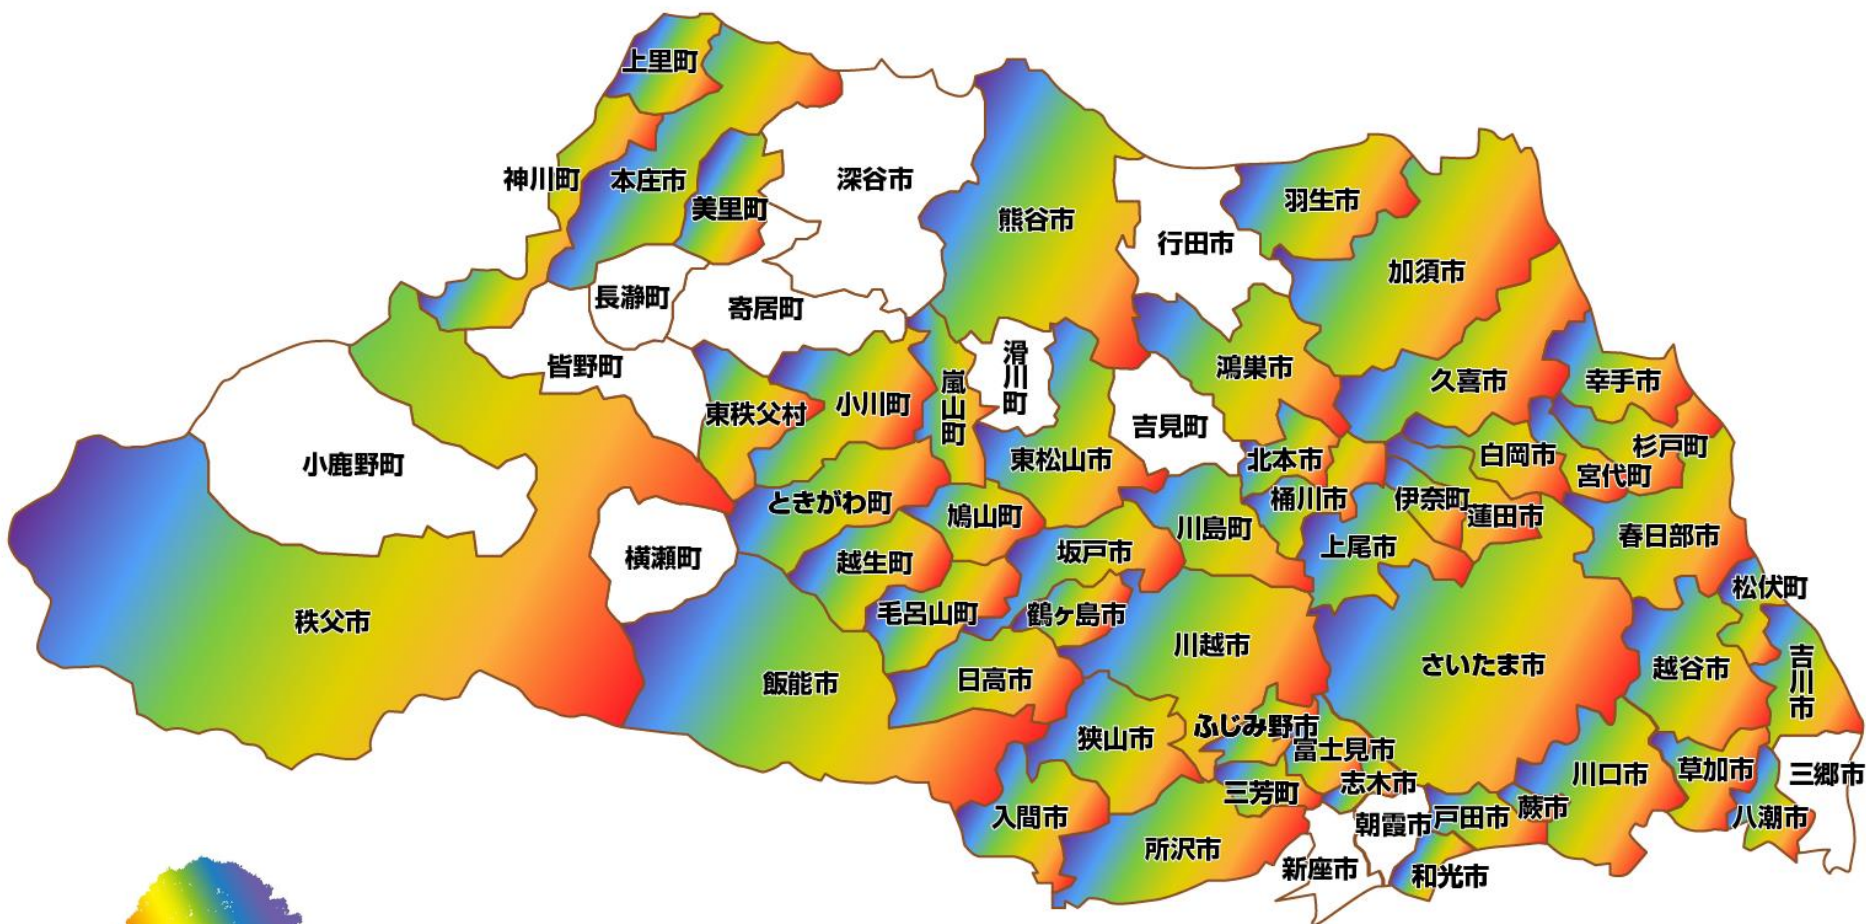 上里町
神川町
本庄市
美里町
深谷市
熊谷市
行田市
羽生市
加須市
長瀞町
寄居町
皆野町
東秩父村
小川町
嵐山町
滑川町
吉見町
鴻巣市
久喜市
幸手市
小鹿野町
ときがわ町
東松山市
北本市
白岡市
杉戸町
宮代町
横瀬町
鳩山町
川島町
桶川市
伊奈町
蓮田市
春日部市
越生町
坂戸市
上尾市
松伏町
秩父市
毛呂山町
鶴ヶ島市
川越市
さいたま市
越谷市
吉川市
飯能市
日高市
狭山市
ふじみ野市
富士見市
志木市
三芳町
川口市
草加市
三郷市
入間市
所沢市
朝霞市
戸田市
蕨市
八潮市
新座市
和光市